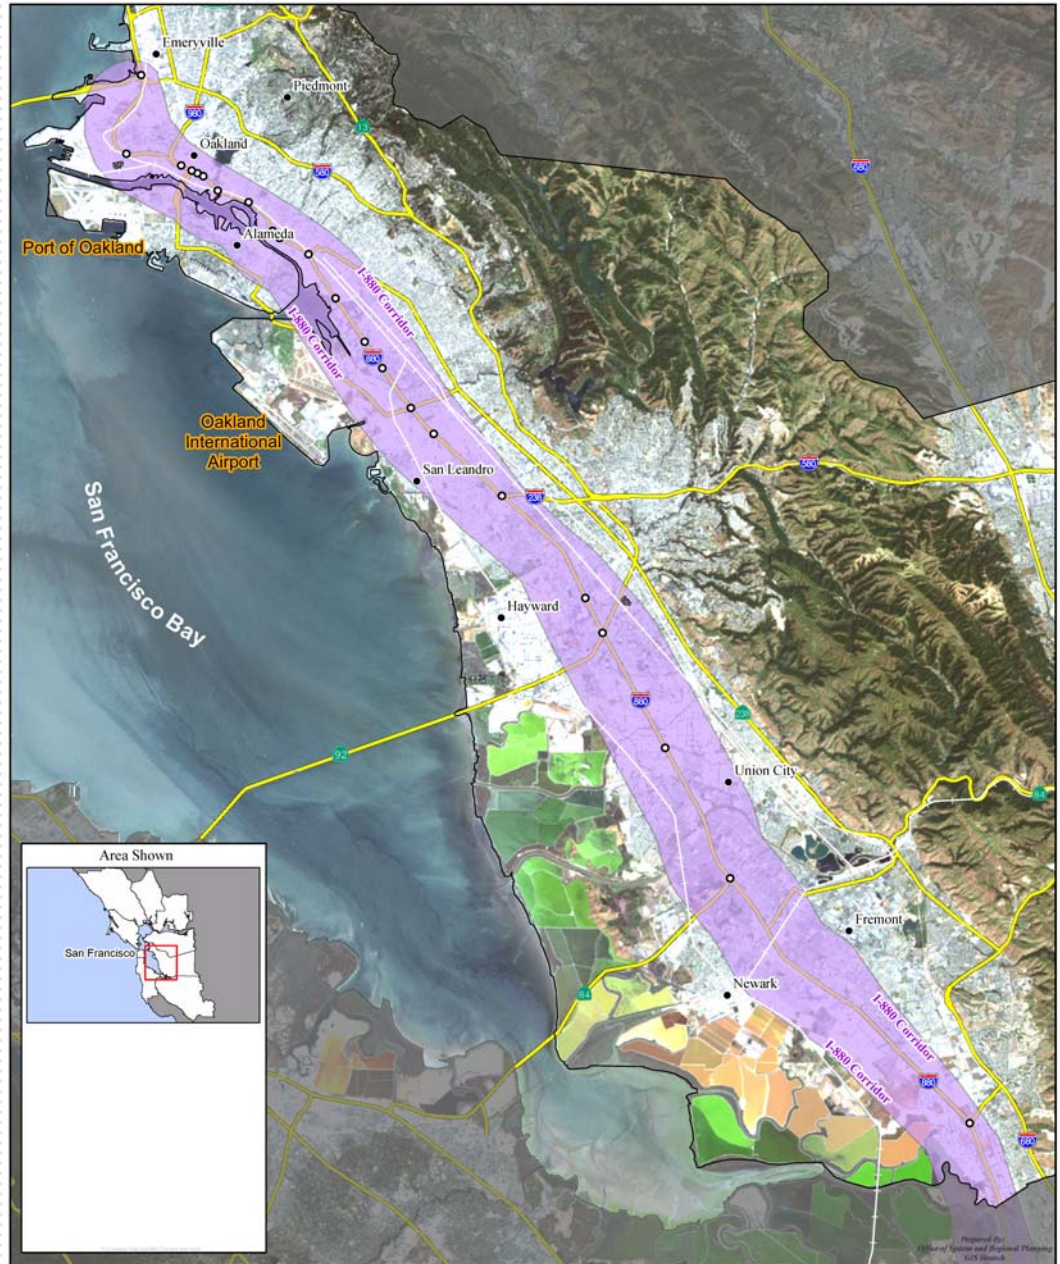 Emeryville
Piedmont
980
13
Oakland
580
680
Port of Oakland
Alameda
I-880 Corridor
I-880 Corridor
880
Oakland
International
Airport
San Leandro
580
238
San Francisco Bay
Hayward
880
238
92
Union City
84
Area Shown
San Francisco
Fremont
84
Newark
I-880 Corridor
I-880 Corridor
880
680
Prepared By:
Office of System and Regional Planning
GIS Branch